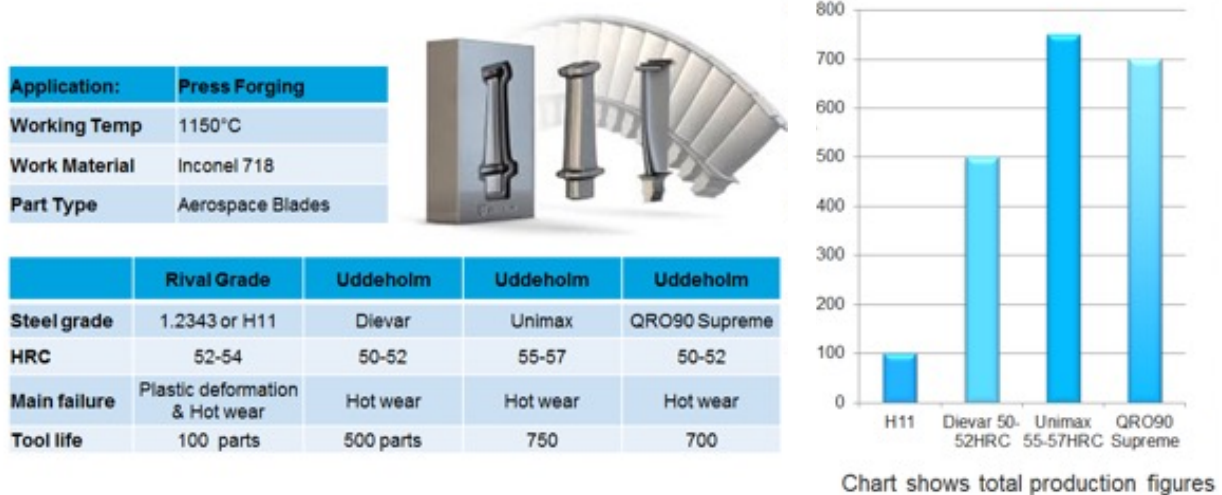 Application: Press Forging
Working Temp 1150°C
Work Material Inconel 718
Part Type Aerospace Blades
Rival Grade Uddeholm Uddeholm Uddeholm
Steel grade 1.2343 or H11 Dievar Unimax QRO90 Supreme
HRC 52-54 50-52 55-57 50-52
Main failure Plastic deformation & Hot wear Hot wear Hot wear Hot wear
Tool life 100 parts 500 parts 750 700
800
700
600
500
400
300
200
100
0
H11 Dievar 50- Unimax QRO90
52HRC 55-57HRC Supreme
Chart shows total production figures